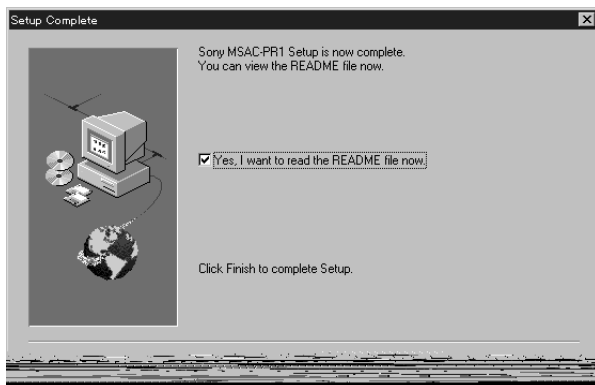 Setup Complete
Sony MSAC-PR1 Setup is now complete.
You can view the README file now.
Yes, I want to read the README file now.
Click Finish to complete Setup.